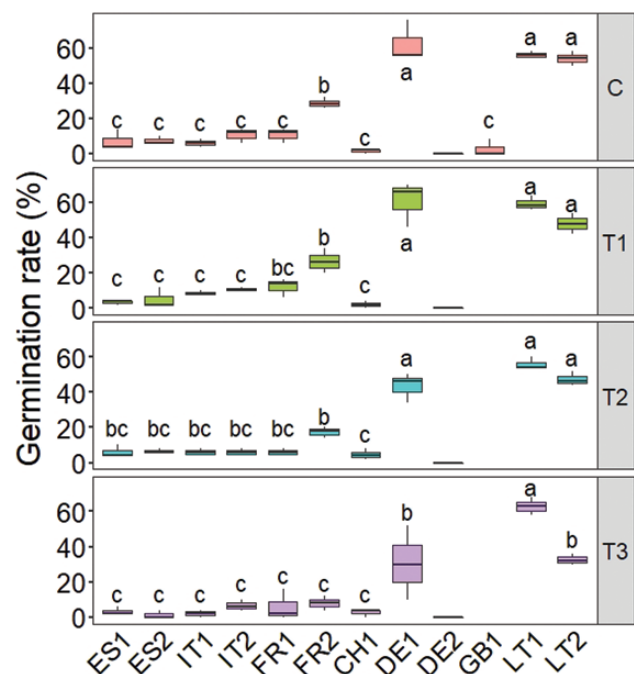 Germination rate (%)
60
40
20
0
c c c c c b c a c a a
C
60
40
20
0
c c c c bc b c a a a
T1
60
40
20
0
bc bc bc bc bc b c a a a
T2
60
40
20
0
c c c c c c c b a b
T3
ES1 ES2 IT1 IT2 FR1 FR2 CH1 DE1 DE2 GB1 LT1 LT2